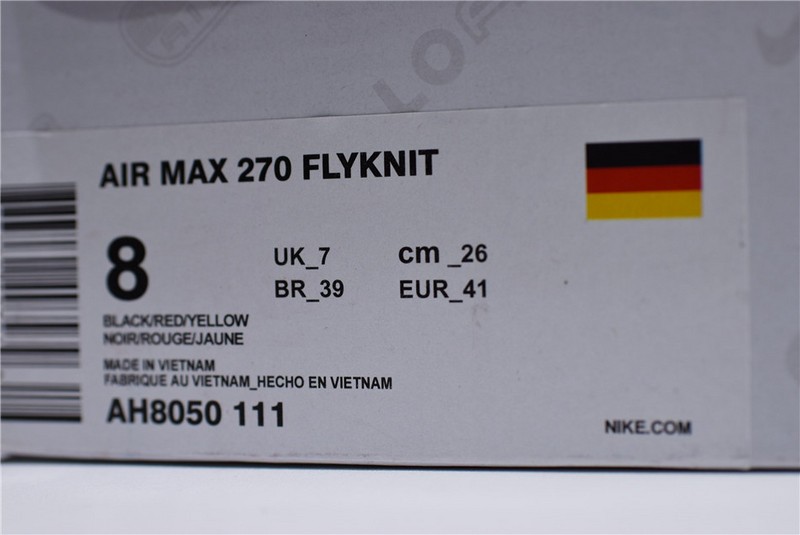 LOF
AIR MAX 270 FLYKNIT
8
UK_7
cm _26
BR_39
EUR_41
BLACK/RED/YELLOW
NOIR/ROUGE/JAUNE
MADE IN VIETNAM
FABRIQUE AU VIETNAM_HECHO EN VIETNAM
AH8050 111
NIKE.COM